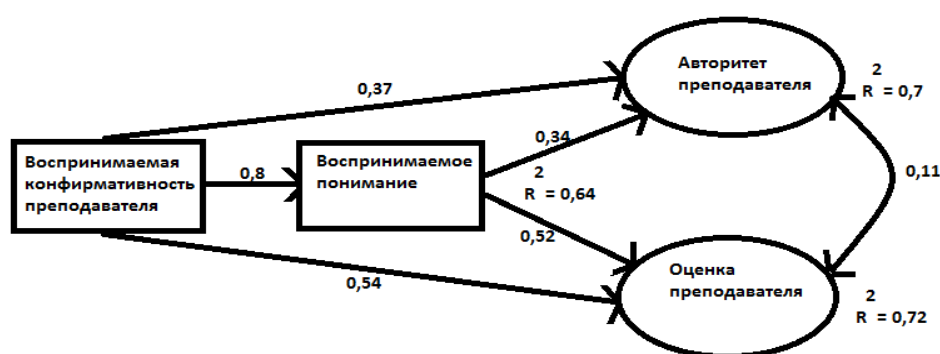 Авторитет
преподавателя
2
R = 0,7
0,37
0,34
Воспринимаемая
конфирмативность
преподавателя
0,8
Воспринимаемое
понимание
2
R = 0,64
0,11
0,52
0,54
Оценка
преподавателя
2
R = 0,72